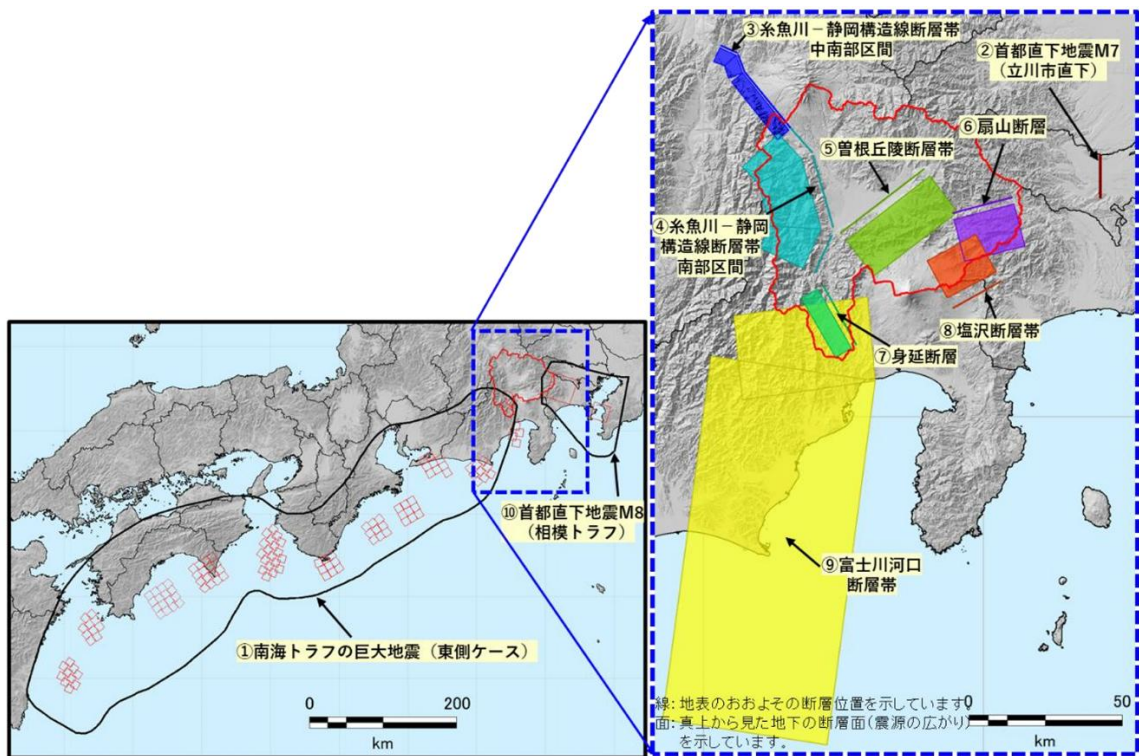 ③糸魚川－静岡構造線断層帯
中南部区間
②首都直下地震M7
（立川市直下）
⑥扇山断層
⑤曽根丘陵断層帯
④糸魚川－静岡
構造線断層帯
南部区間
⑧塩沢断層帯
⑦身延断層
⑨富士川河口
断層帯
線：地表のおおよその断層位置を示しています。
面：真上から見た地下の断層面（震源の広がり）
を示しています。
0 50
km
⑩首都直下地震M8
（相模トラフ）
①南海トラフの巨大地震（東側ケース）
0 200
km